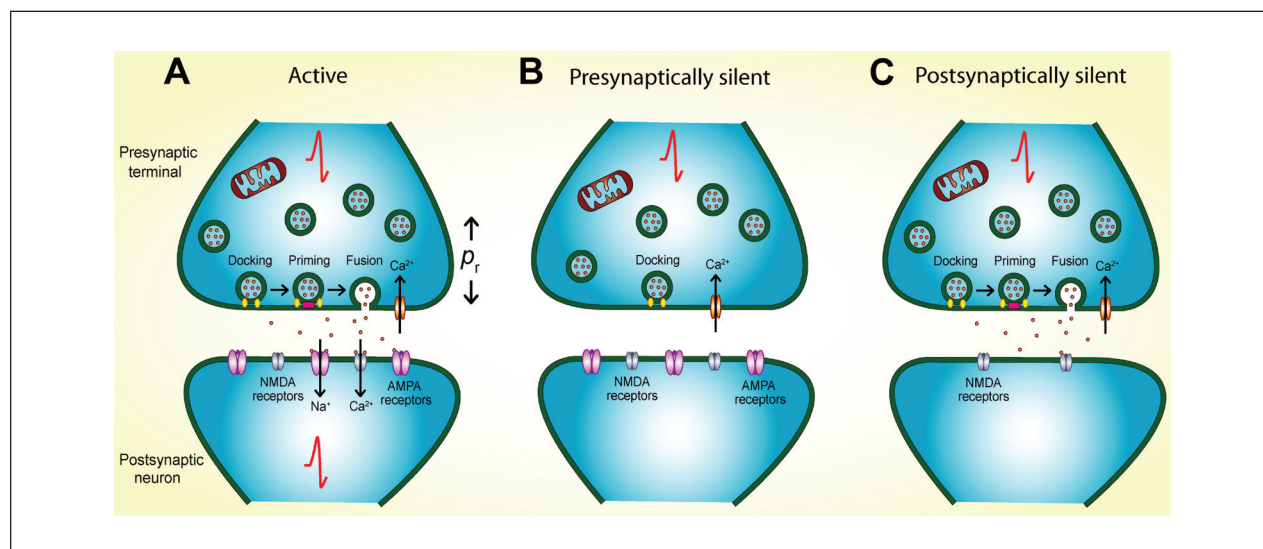 A
Active
Presynaptic
terminal
Docking
Priming
Fusion
Ca²⁺
pᵣ
NMDA
receptors
AMPA
receptors
Na⁺
Ca²⁺
Postsynaptic
neuron
B
Presynaptically silent
Docking
Ca²⁺
NMDA
receptors
AMPA
receptors
C
Postsynaptically silent
Docking
Priming
Fusion
Ca²⁺
NMDA
receptors